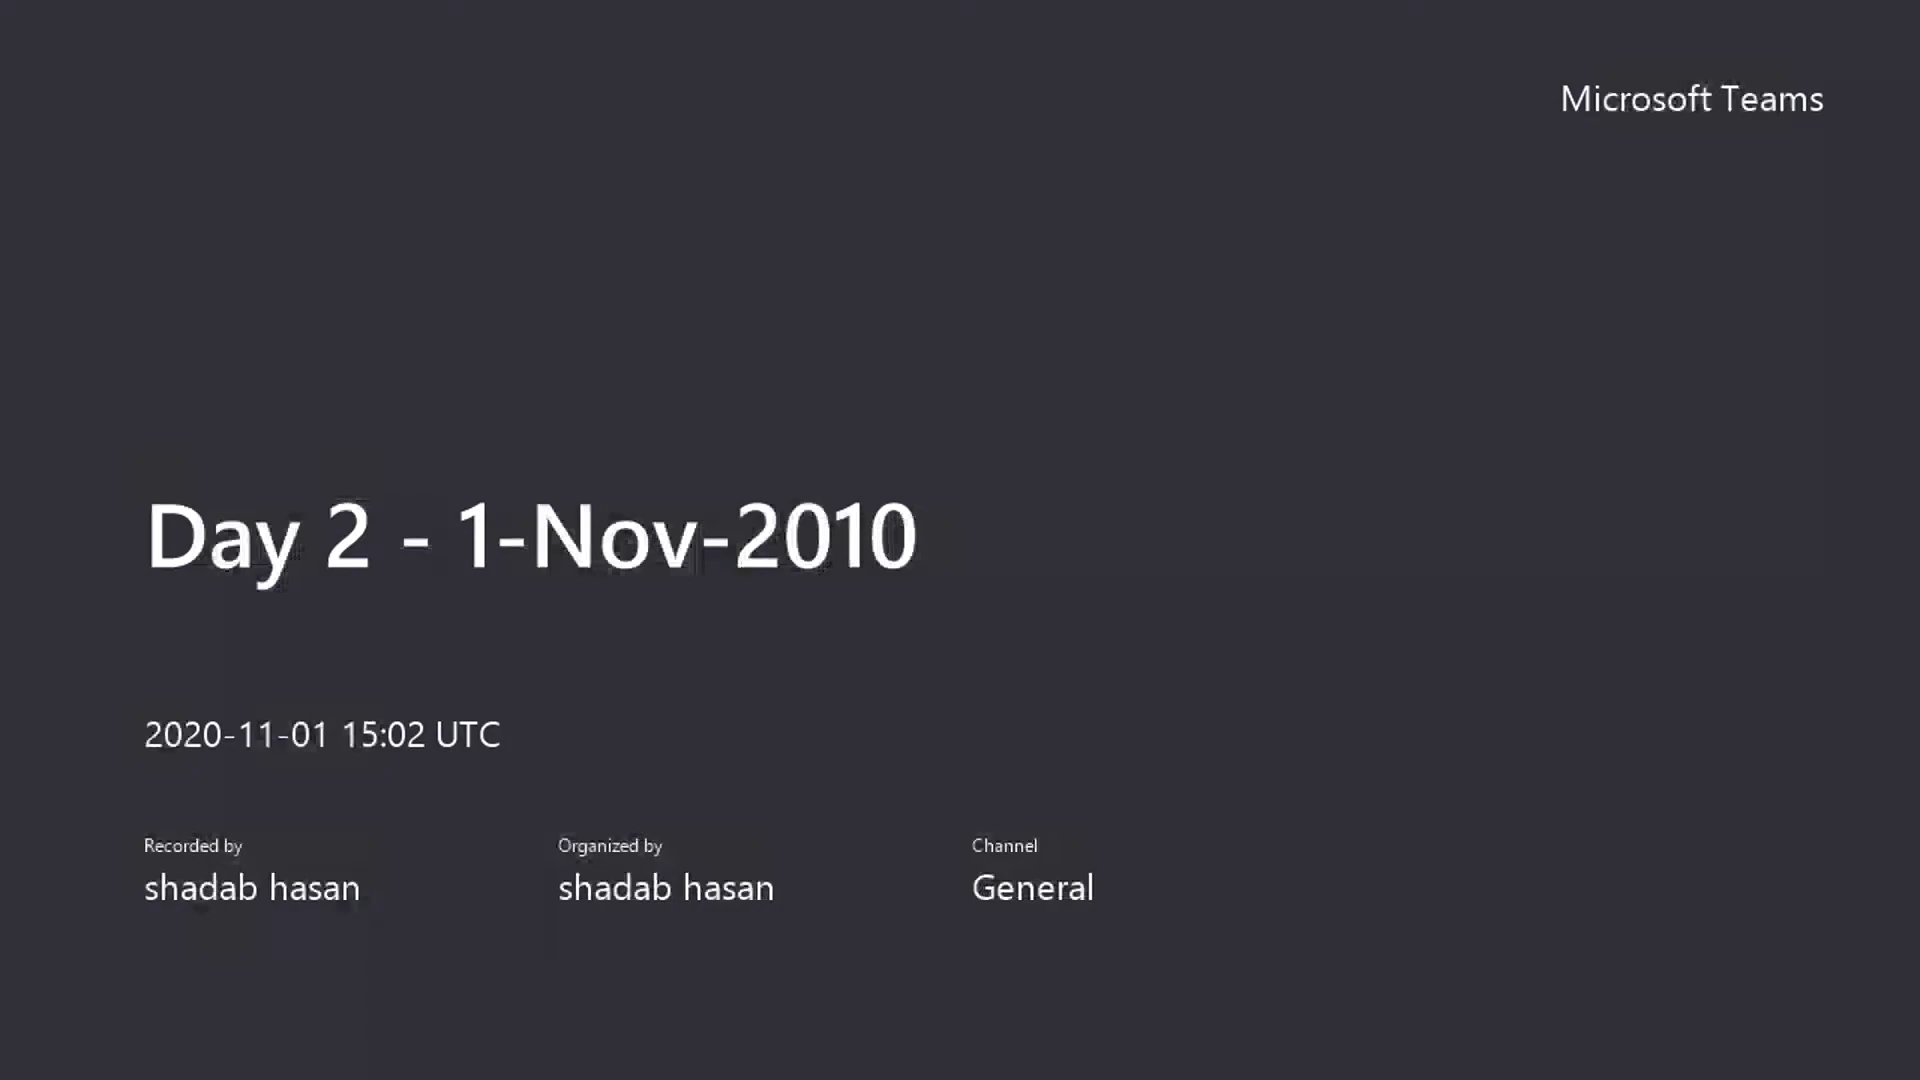 Microsoft Teams
Day 2 - 1-Nov-2010
2020-11-01 15:02 UTC
Recorded by
shadab hasan
Organized by
shadab hasan
Channel
General